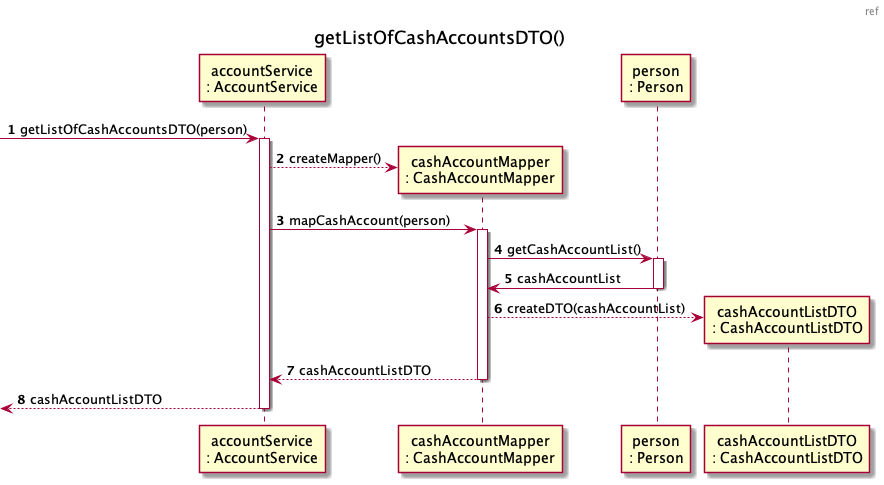 ref
getListOfCashAccountsDTO()
accountService
: AccountService
person
: Person
1 getListOfCashAccountsDTO(person)
2 createMapper()
cashAccountMapper
: CashAccountMapper
3 mapCashAccount(person)
4 getCashAccountList()
5 cashAccountList
6 createDTO(cashAccountList)
cashAccountListDTO
: CashAccountListDTO
7 cashAccountListDTO
8 cashAccountListDTO
accountService
: AccountService
cashAccountMapper
: CashAccountMapper
person
: Person
cashAccountListDTO
: CashAccountListDTO